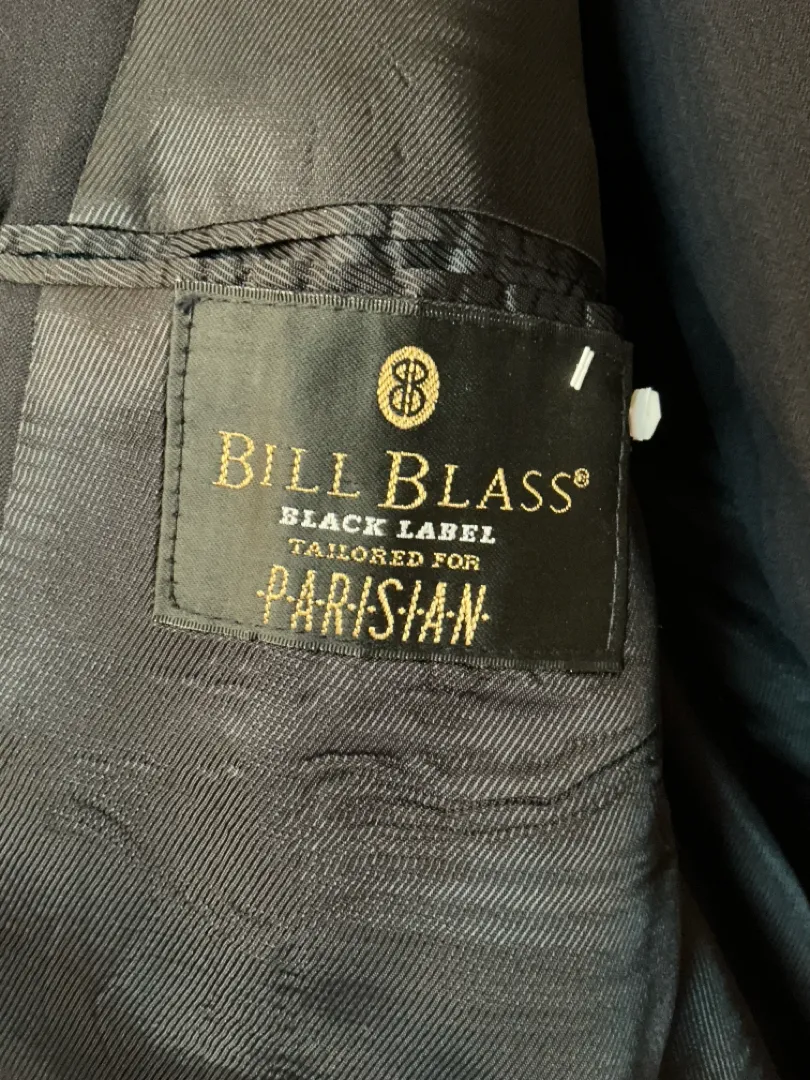 BILL BLASS®
BLACK LABEL
TAILORED FOR
P·A·R·I·S·I·A·N